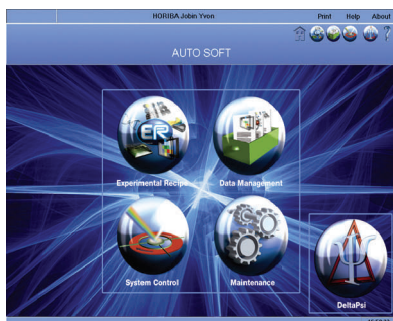 HORIBA Jobin Yvon
Print Help About
AUTO SOFT
ER
Experimental Recipe
Data Management
System Control
Maintenance
Ψ
DeltaPsi